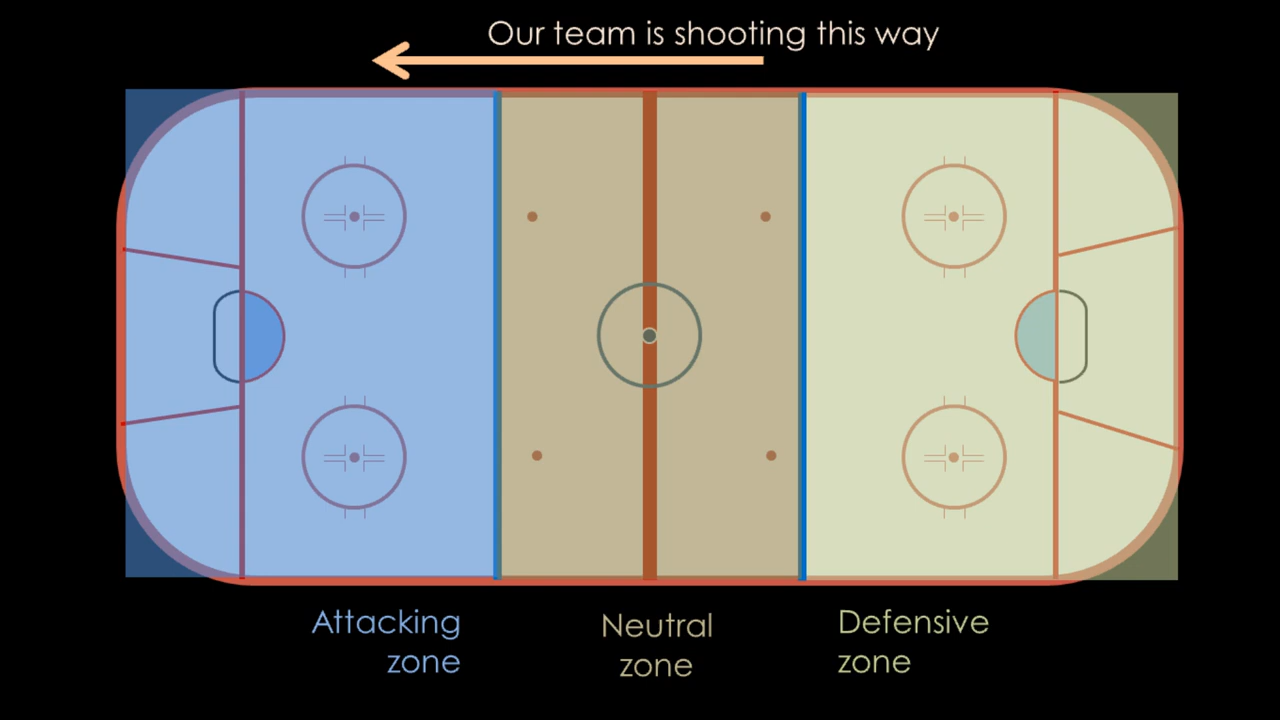 Our team is shooting this way
Attacking
zone
Neutral
zone
Defensive
zone